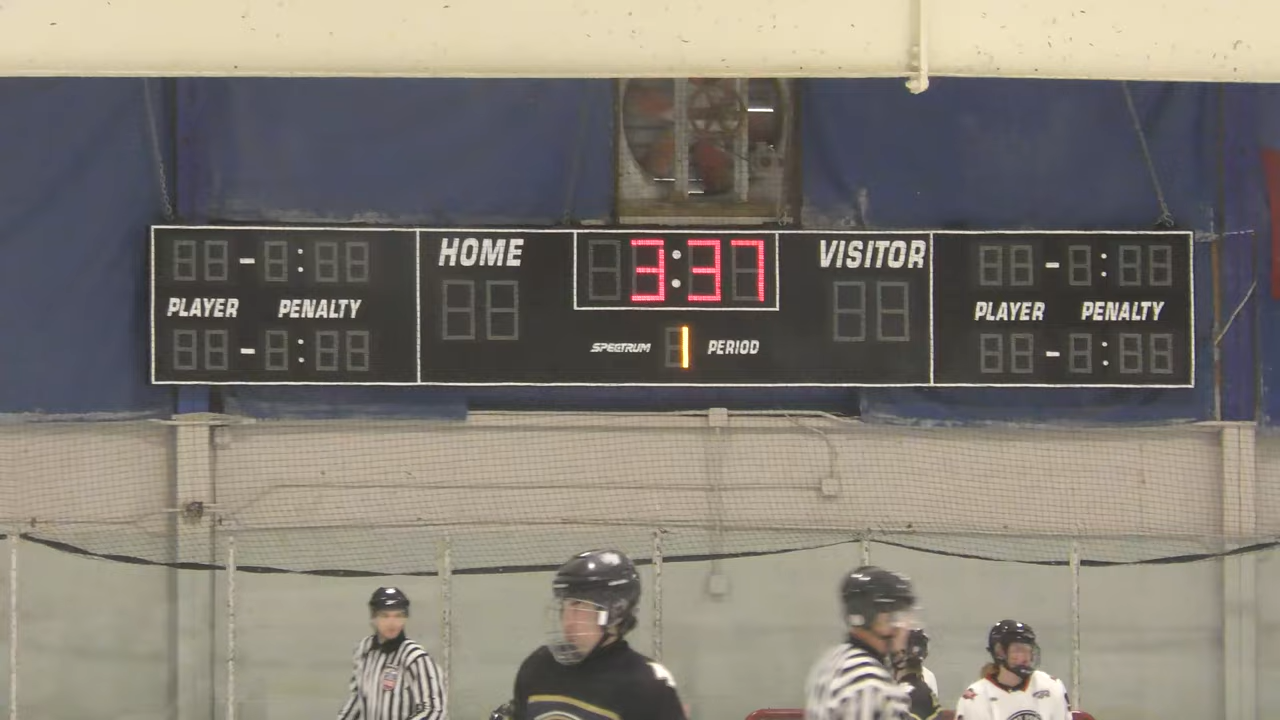 HOME 3:37 VISITOR
PLAYER PENALTY PLAYER PENALTY
SPECTRUM 1 PERIOD